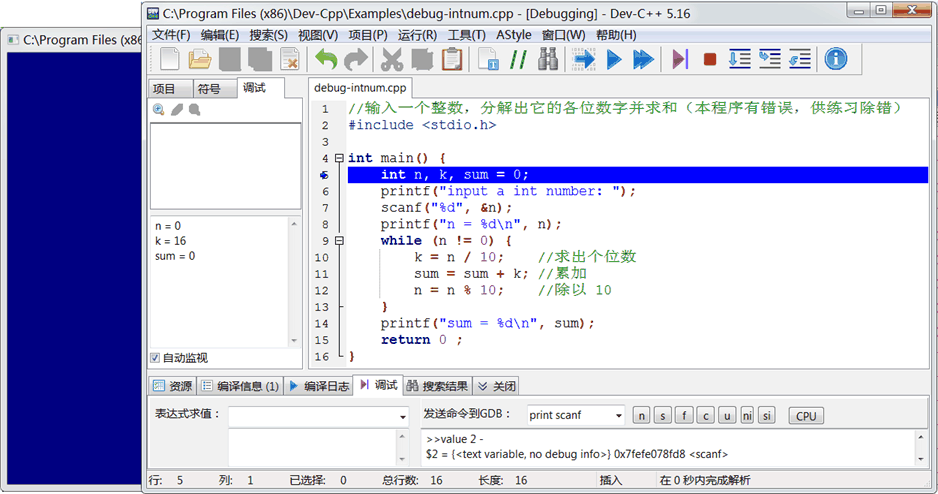 C:\Program Files (x86
C:\Program Files (x86)\Dev-Cpp\Examples\debug-intnum.cpp - [Debugging] - Dev-C++ 5.16
文件(F) 编辑(E) 搜索(S) 视图(V) 项目(P) 运行(R) 工具(T) AStyle 窗口(W) 帮助(H)
项目 符号 调试
n = 0
k = 16
sum = 0
自动监视
debug-intnum.cpp
1 //输入一个整数，分解出它的各位数字并求和（本程序有错误，供练习除错）
2 #include <stdio.h>
3
4 int main() {
5 int n, k, sum = 0;
6 printf("input a int number: ");
7 scanf("%d", &n);
8 printf("n = %d\n", n);
9 while (n != 0) {
10 k = n / 10; //求出个位数
11 sum = sum + k; //累加
12 n = n % 10; //除以 10
13 }
14 printf("sum = %d\n", sum);
15 return 0 ;
16 }
资源 编译信息 (1) 编译日志 调试 搜索结果 关闭
表达式求值： 发送命令到GDB： print scanf n s f c u ni si CPU
>>value 2 -
$2 = {<text variable, no debug info>} 0x7fefe078fd8 <scanf>
行: 5 列: 1 已选择: 0 总行数: 16 长度: 16 插入 在 0 秒内完成解析